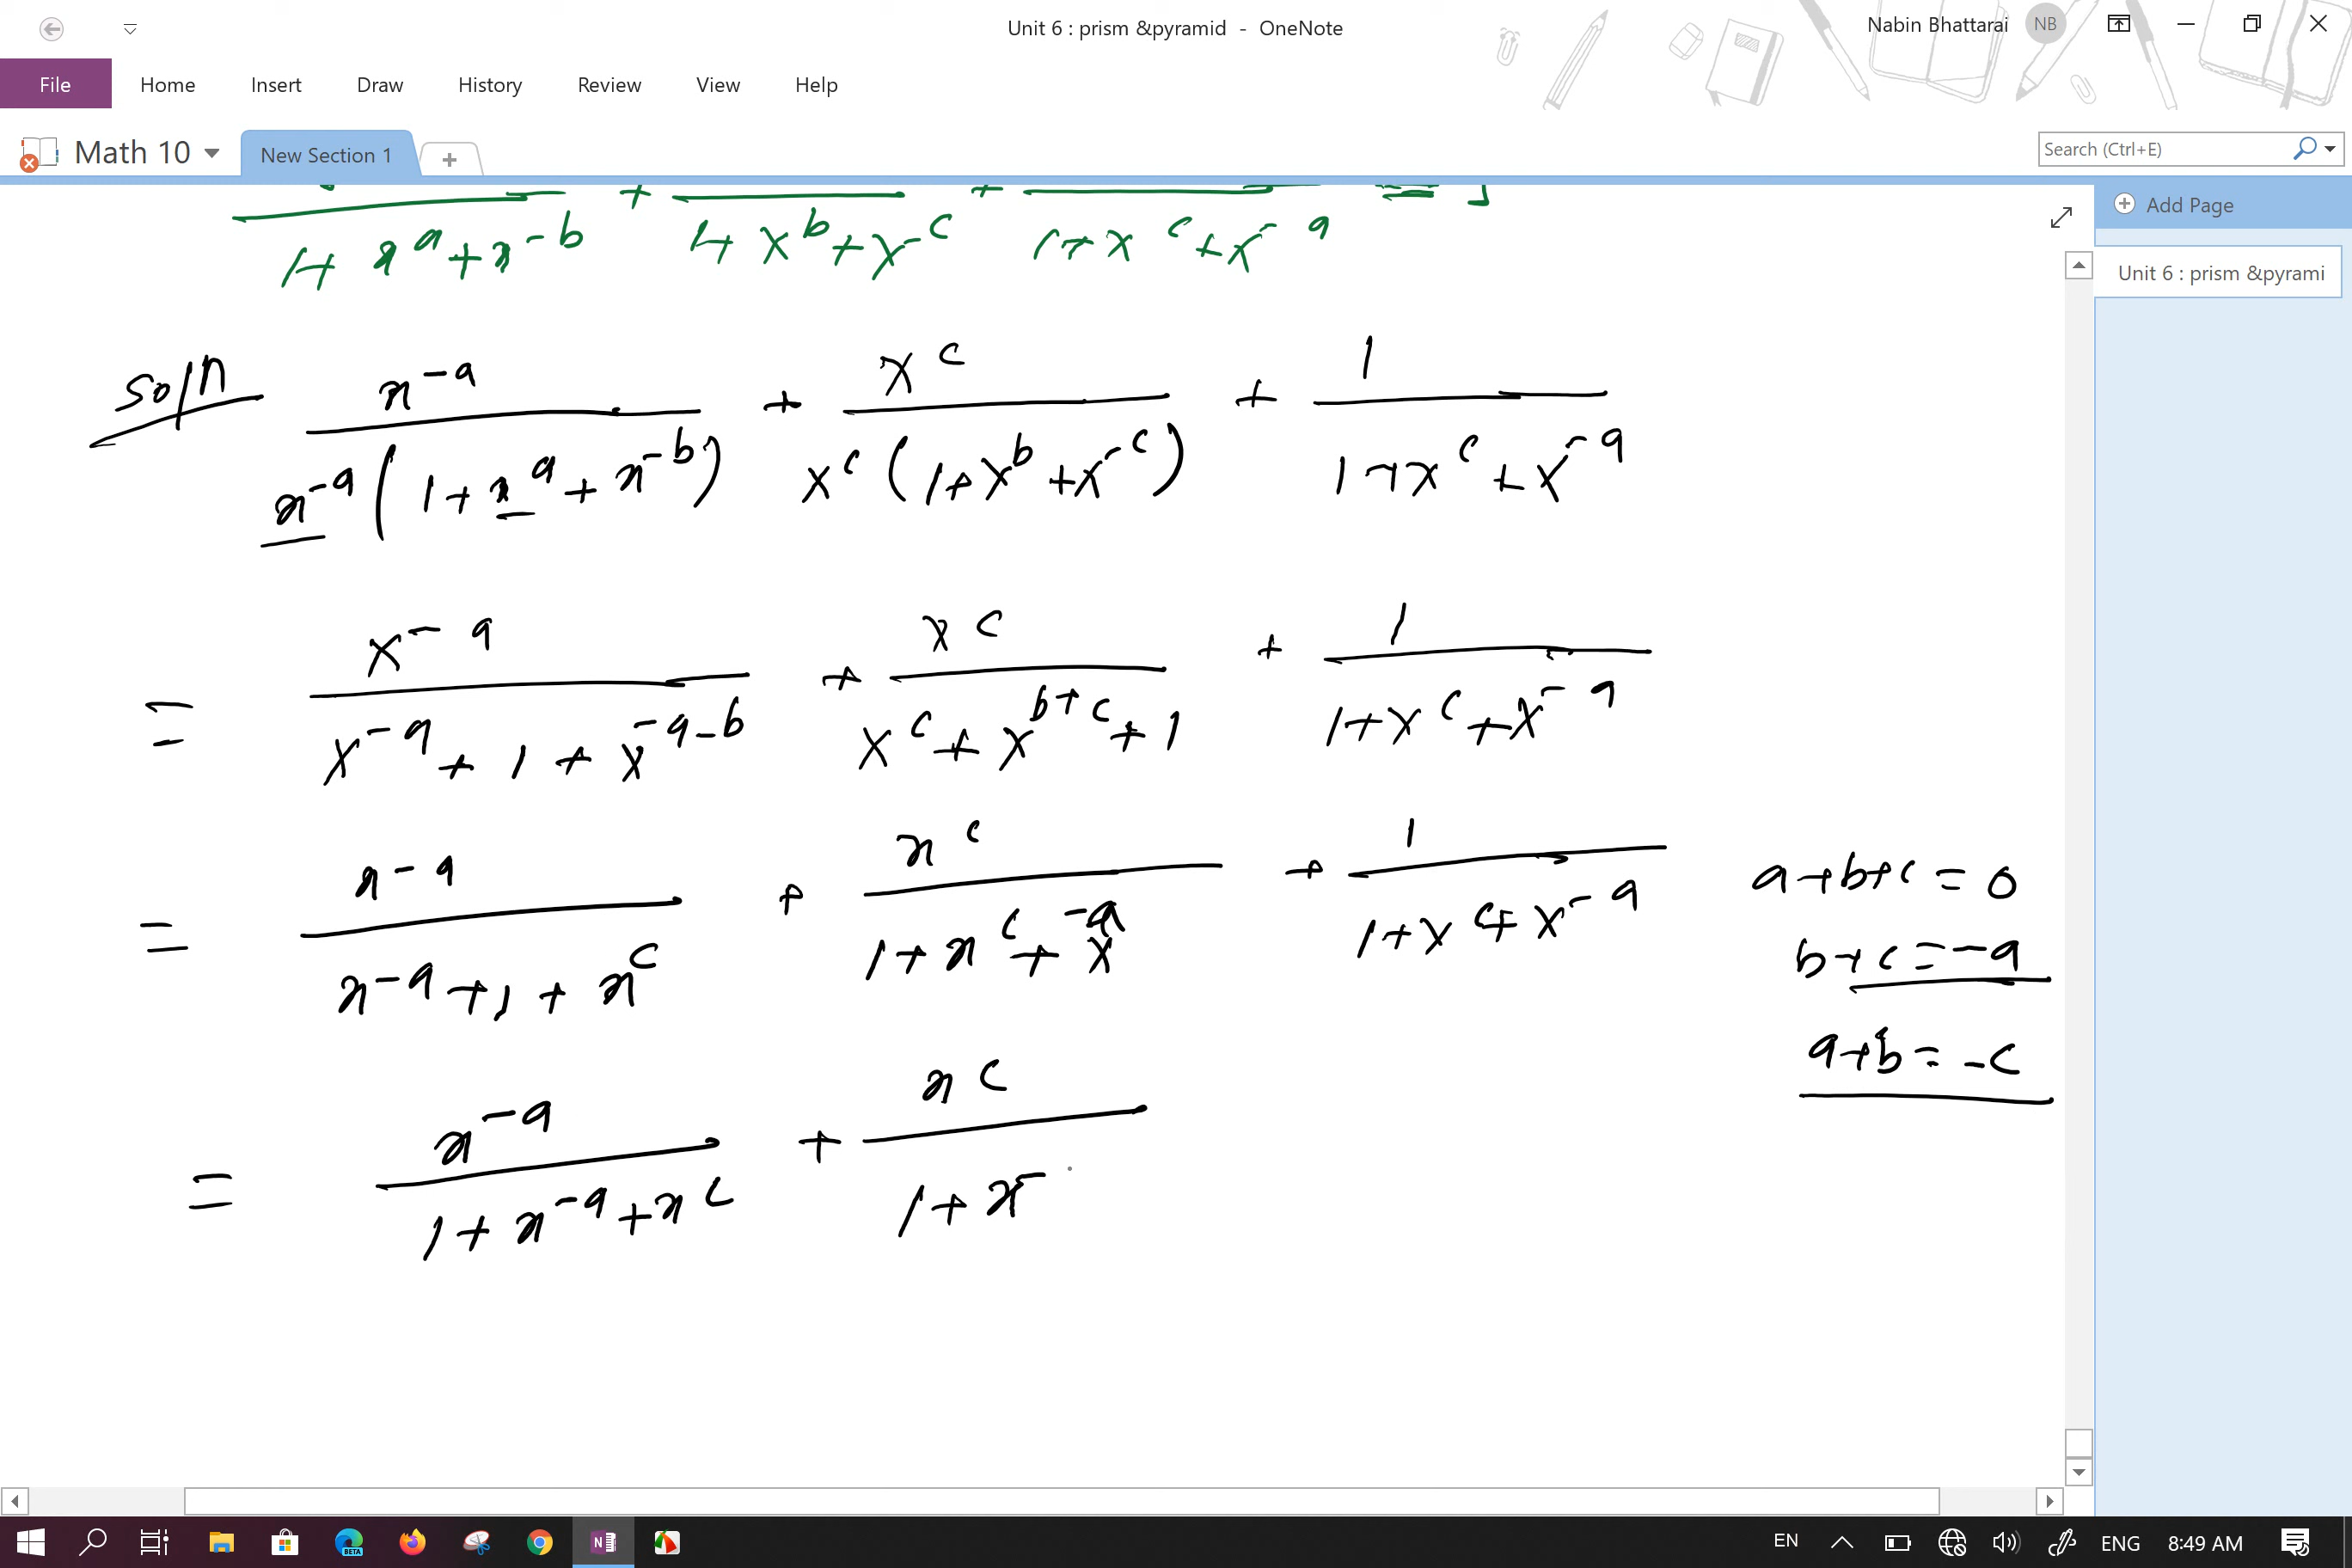 Unit 6 : prism &pyramid - OneNote
Nabin Bhattarai NB
File Home Insert Draw History Review View Help
Math 10 New Section 1 +
Search (Ctrl+E)
Add Page
Unit 6 : prism &pyrami
/(1+x^a+x^-b) + /(1+x^b+x^-c) + /(1+x^c+x^-a) =
Soln x^-a/(x^-a(1+x^a+x^-b)) + x^c/(x^c(1+x^b+x^-c)) + 1/(1+x^c+x^-a)
= x^-a/(x^-a+1+x^-a-b) + x^c/(x^c+x^b+c+1) + 1/(1+x^c+x^-a)
= x^-a/(x^-a+1+x^c) + x^c/(1+x^c+x^-a) + 1/(1+x^c+x^-a)
a+b+c=0
b+c=-a
a+b=-c
= x^-a/(1+x^-a+x^c) + x^c/(1+x^-
EN ENG 8:49 AM
BETA